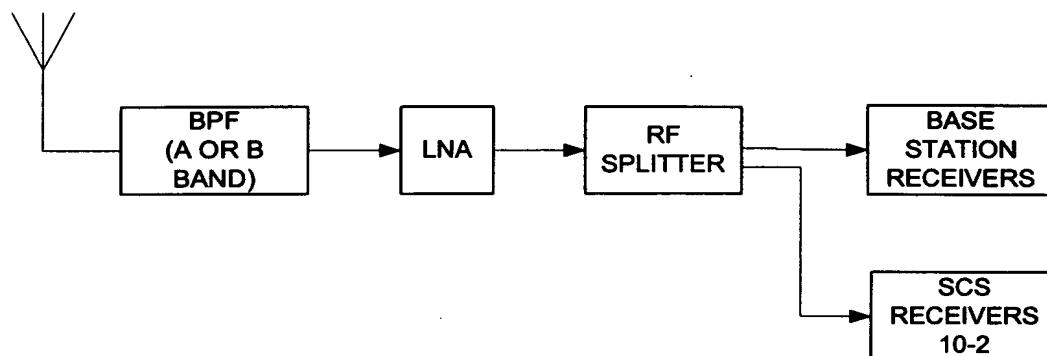 BPF
(A OR B
BAND)
LNA
RF
SPLITTER
BASE
STATION
RECEIVERS
SCS
RECEIVERS
10-2